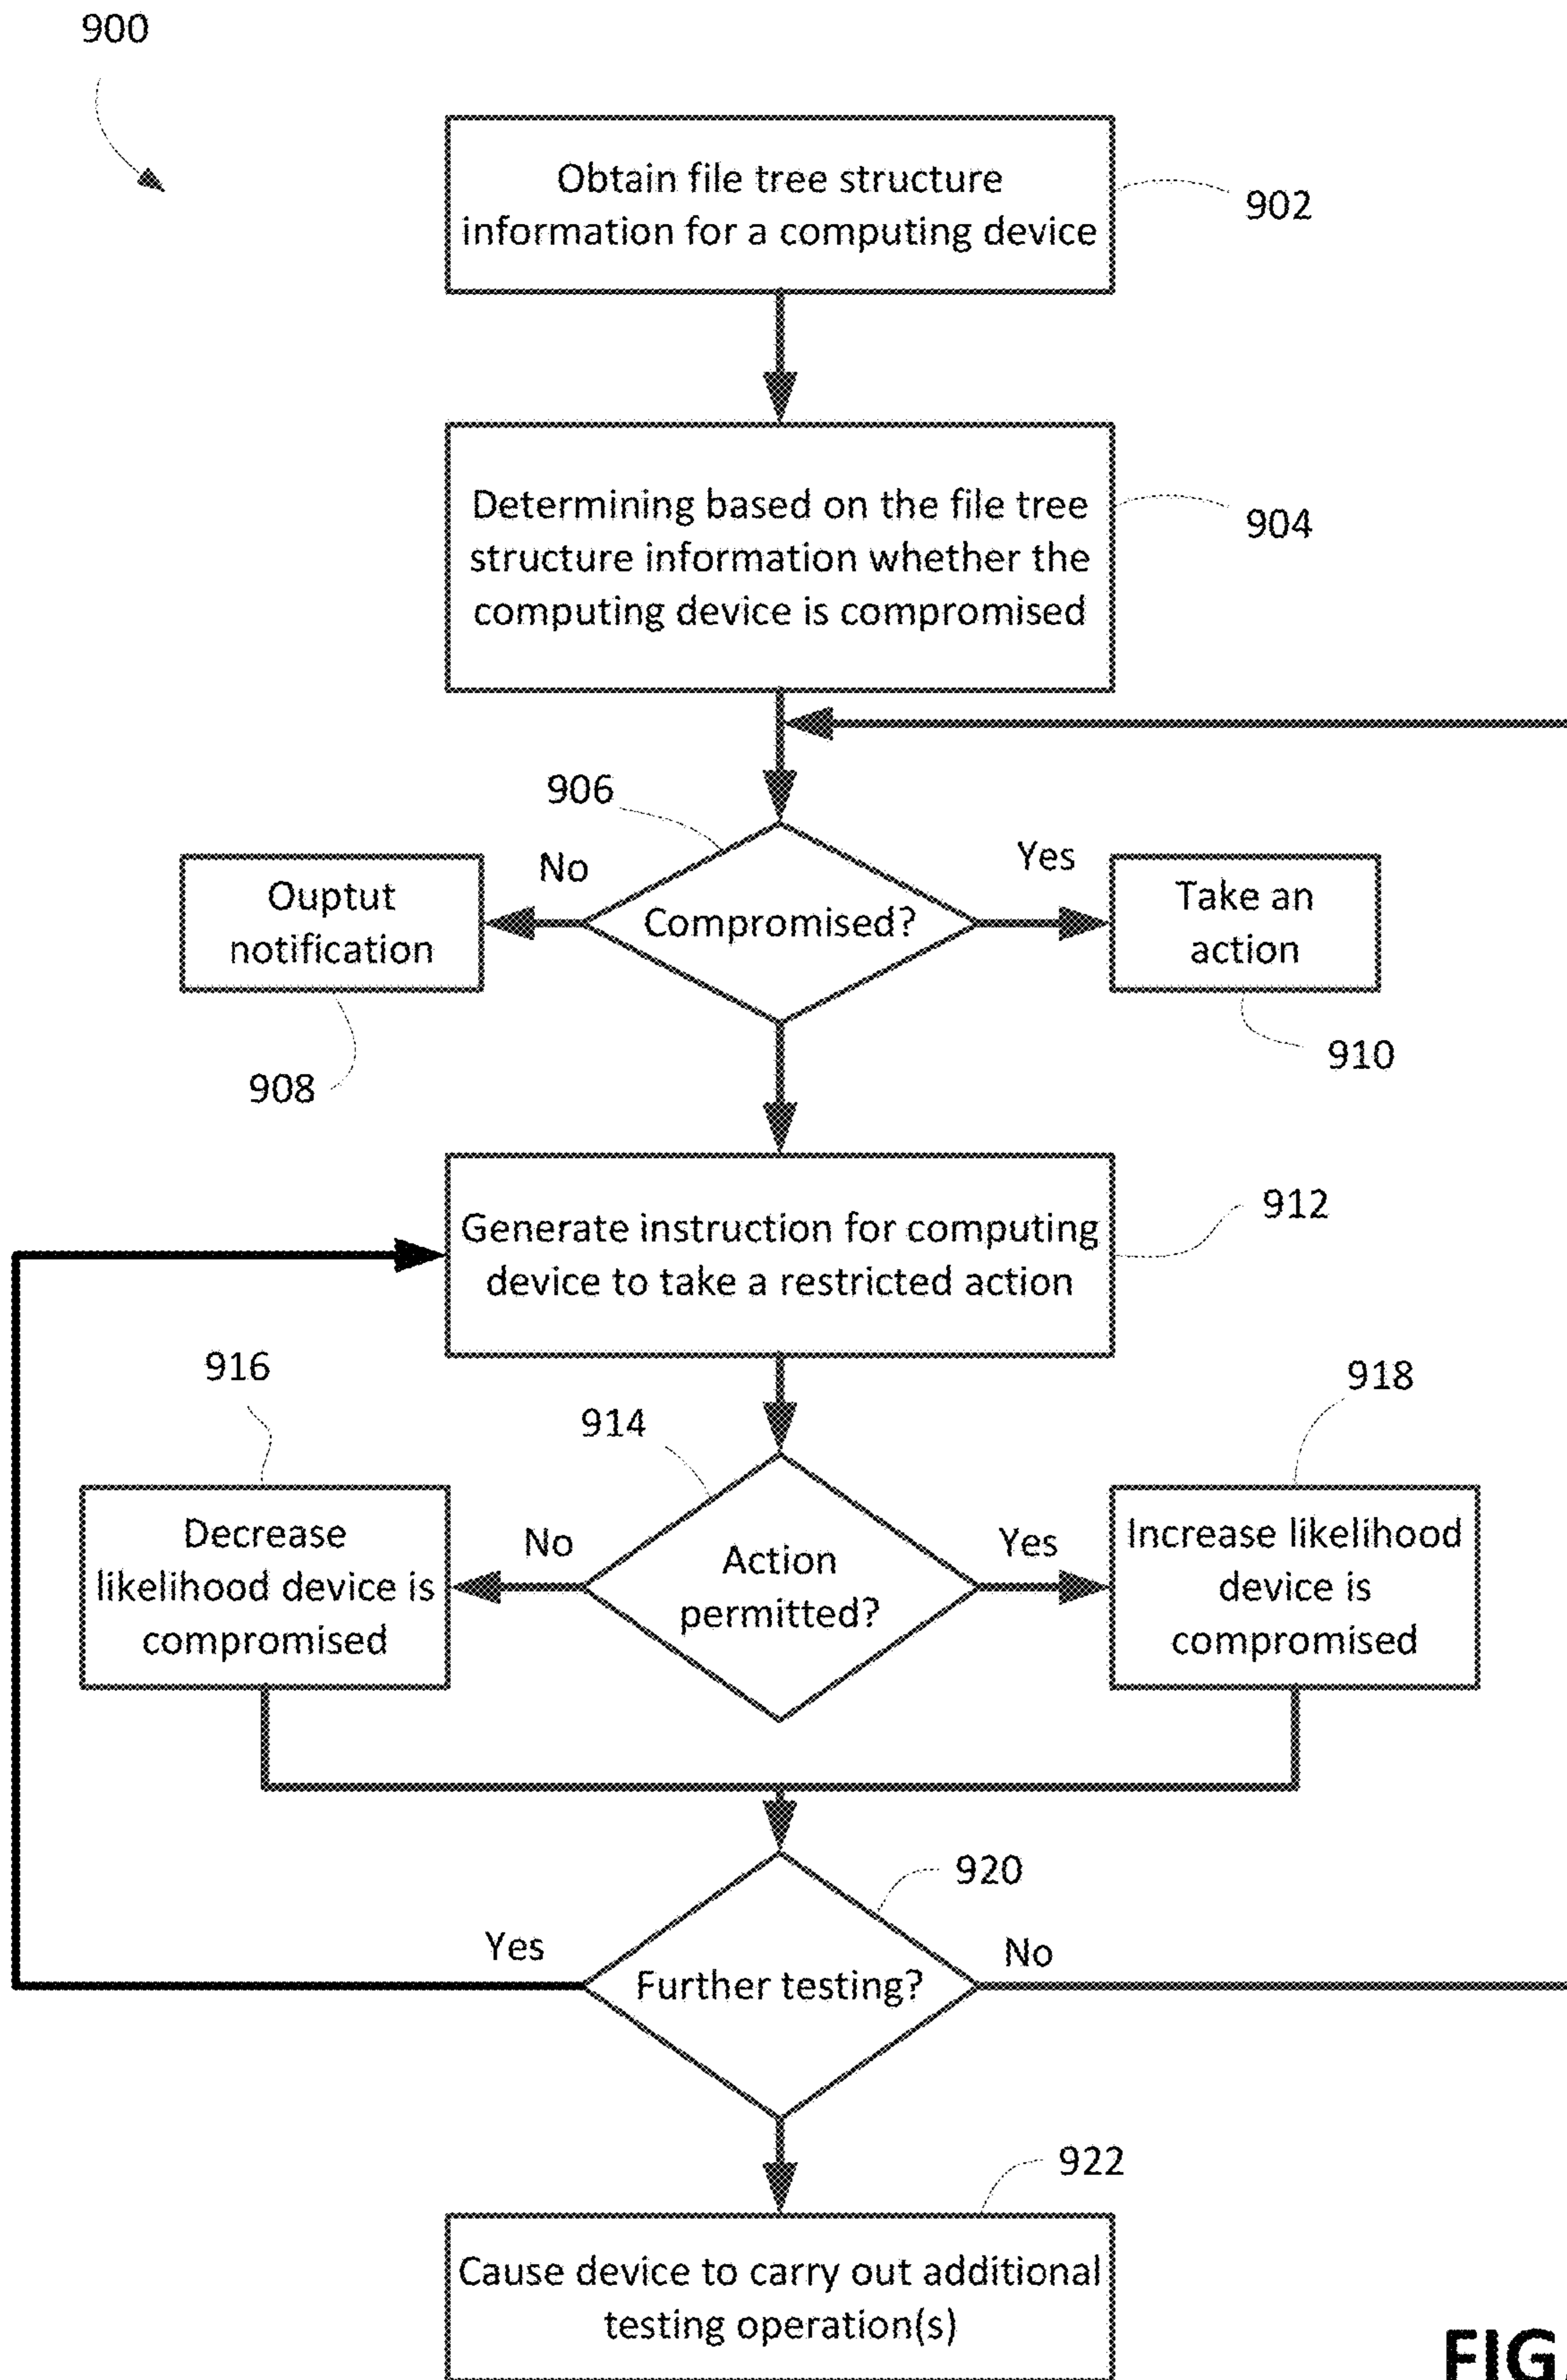 900
Obtain file tree structure
information for a computing device
902
Determining based on the file tree
structure information whether the
computing device is compromised
904
906
No
Yes
Ouptut
notification
Compromised?
Take an
action
908
910
Generate instruction for computing
device to take a restricted action
912
916
914
918
Decrease
likelihood device is
compromised
No
Action
permitted?
Yes
Increase likelihood
device is
compromised
920
Yes
No
Further testing?
922
Cause device to carry out additional
testing operation(s)
FIG.